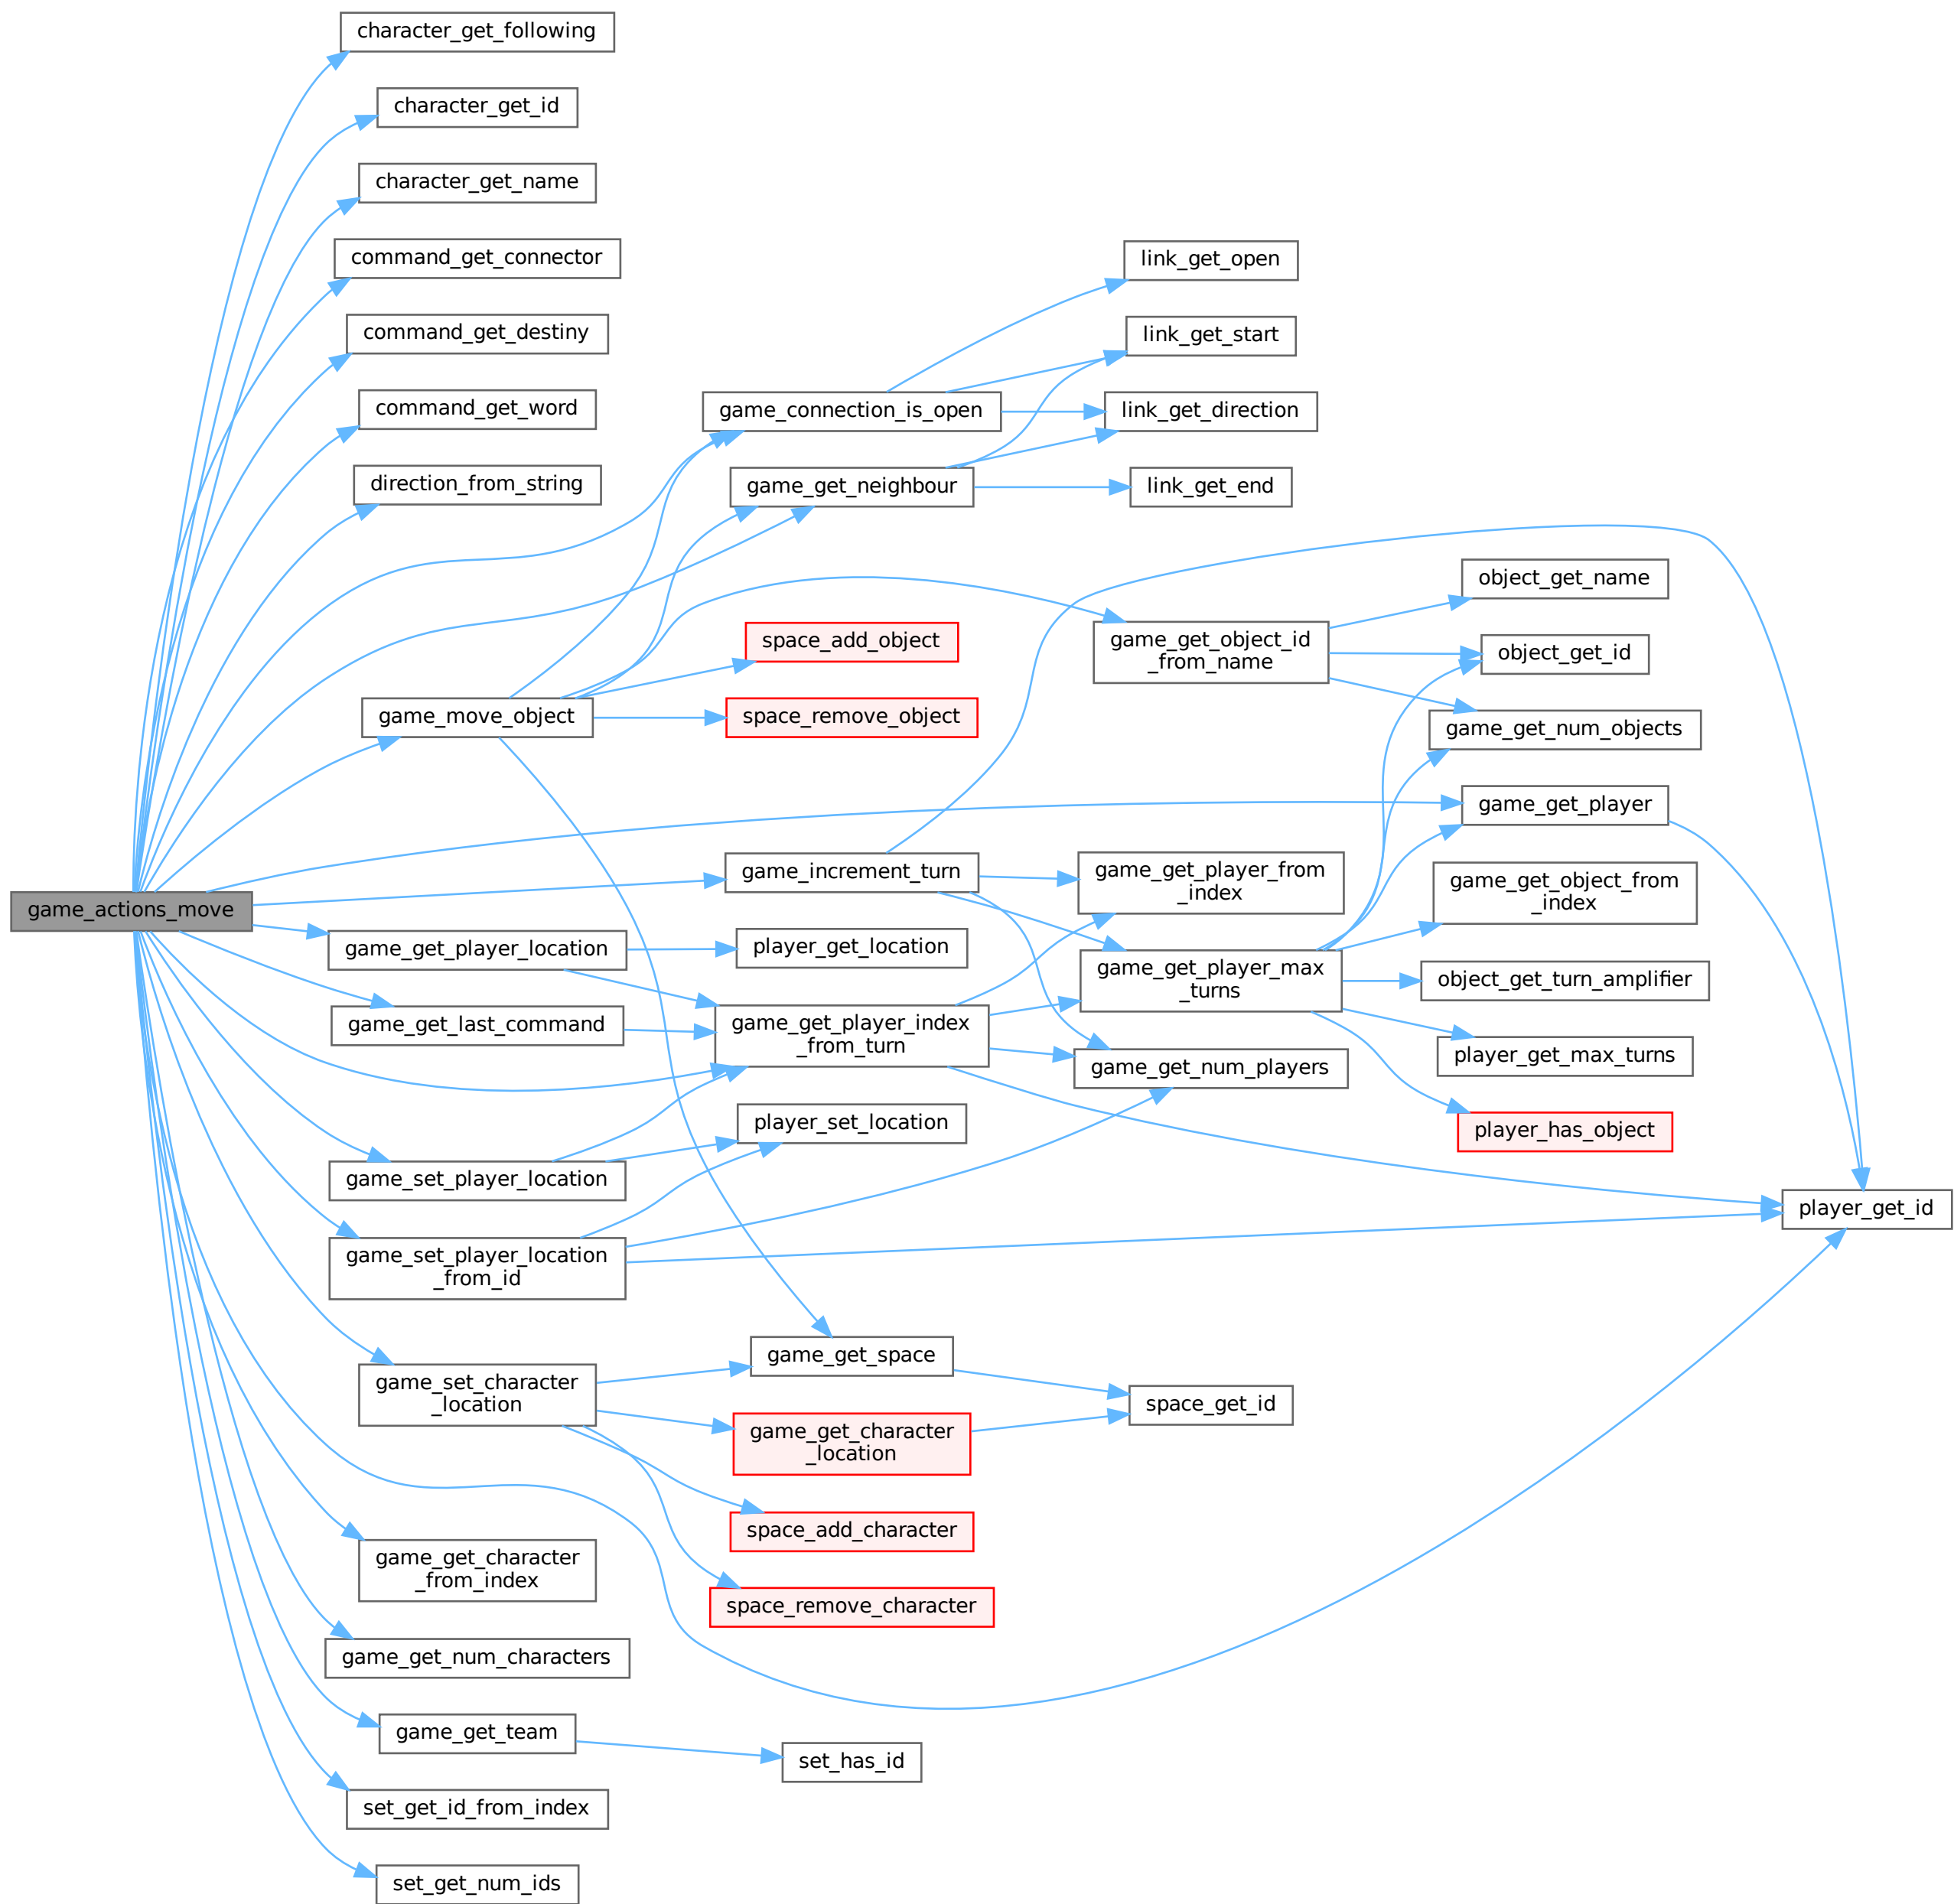 character_get_following
character_get_id
character_get_name
command_get_connector
command_get_destiny
command_get_word
direction_from_string
link_get_open
link_get_start
game_connection_is_open
link_get_direction
game_get_neighbour
link_get_end
object_get_name
space_add_object
game_get_object_id
_from_name
object_get_id
game_move_object
space_remove_object
game_get_num_objects
game_get_player
game_increment_turn
game_get_player_from
_index
game_get_object_from
_index
game_actions_move
game_get_player_location
player_get_location
game_get_player_max
_turns
object_get_turn_amplifier
game_get_last_command
game_get_player_index
_from_turn
game_get_num_players
player_get_max_turns
player_set_location
player_has_object
game_set_player_location
player_get_id
game_set_player_location
_from_id
game_get_space
game_set_character
_location
space_get_id
game_get_character
_location
space_add_character
game_get_character
_from_index
space_remove_character
game_get_num_characters
game_get_team
set_has_id
set_get_id_from_index
set_get_num_ids